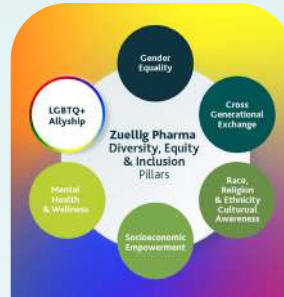 Gender
Equality
LGBTQ+
Allyship
Cross
Generational
Exchange
Zuellig Pharma
Diversity, Equity
& Inclusion
Pillars
Mental
Health
& Wellness
Race,
Religion
& Ethnicity
Cultural
Awareness
Socioeconomic
Empowerment